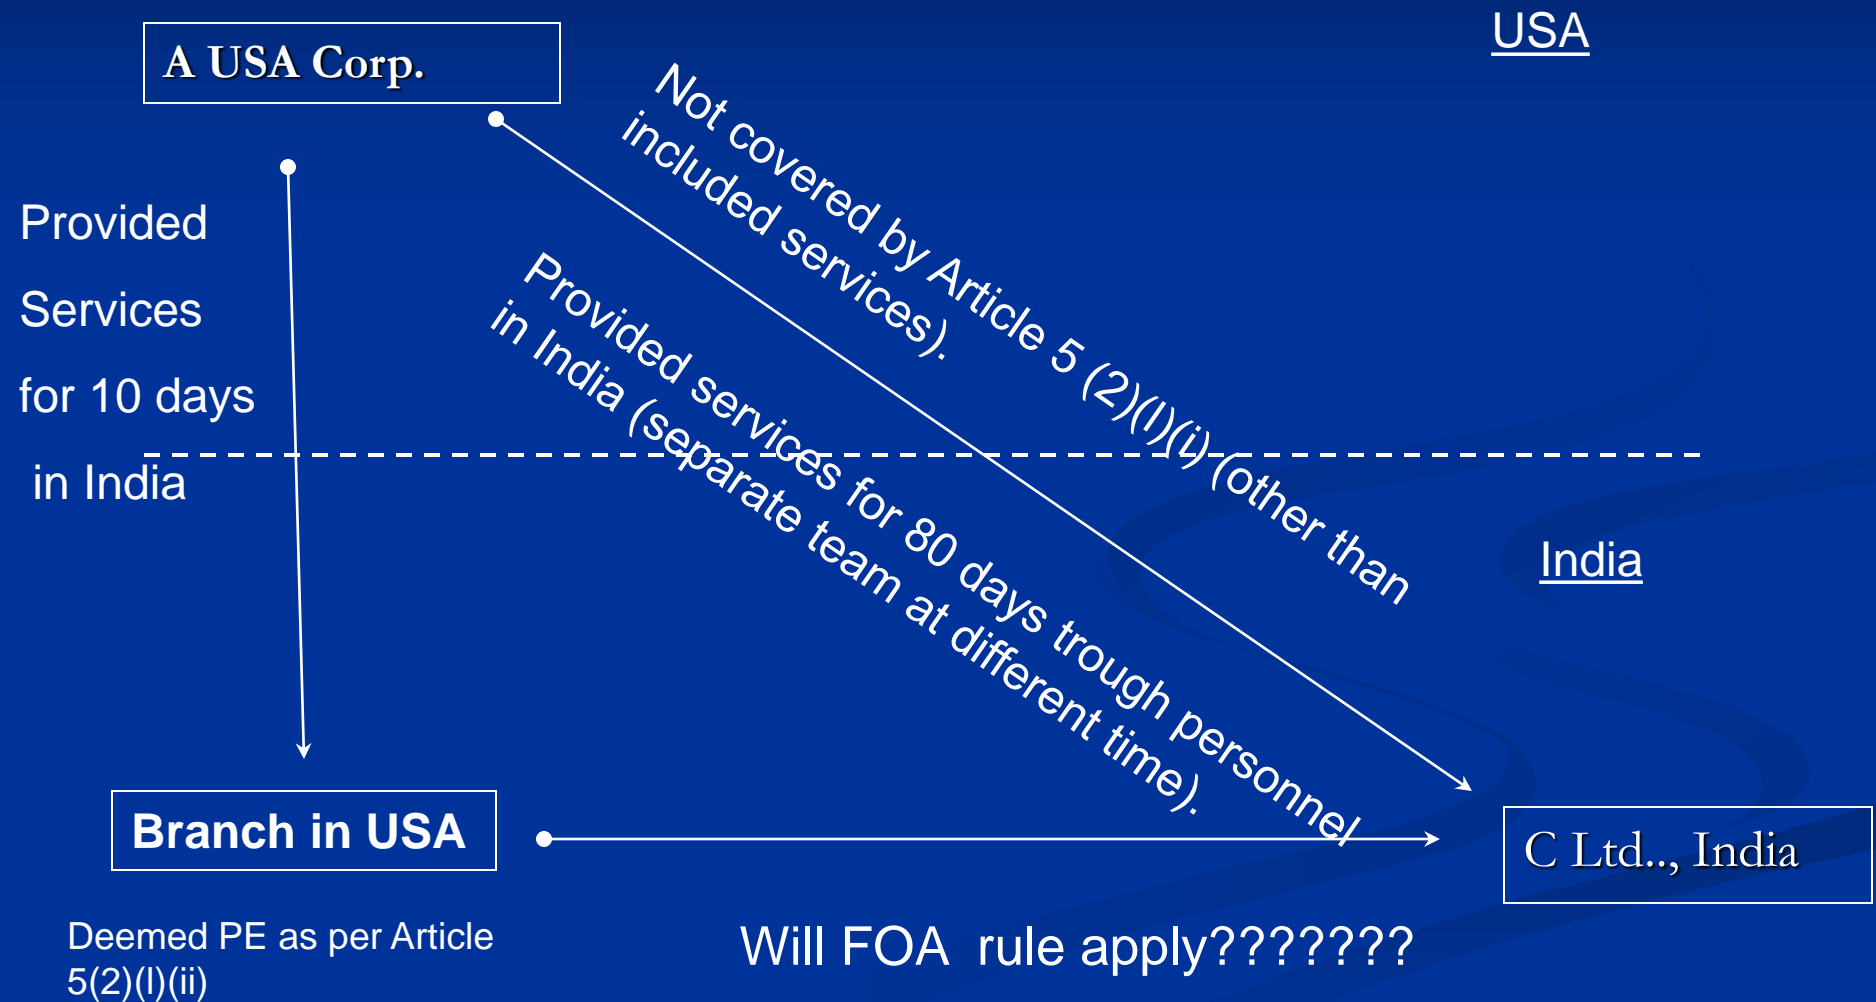 USA
A USA Corp.
Not covered by Article 5 (2)(l)(i) (other than
included services).
Provided
Services
for 10 days
in India
Provided services for 80 days trough personnel
in India (separate team at different time).
India
Branch in USA
C Ltd.., India
Deemed PE as per Article
5(2)(l)(ii)
Will FOA rule apply???????